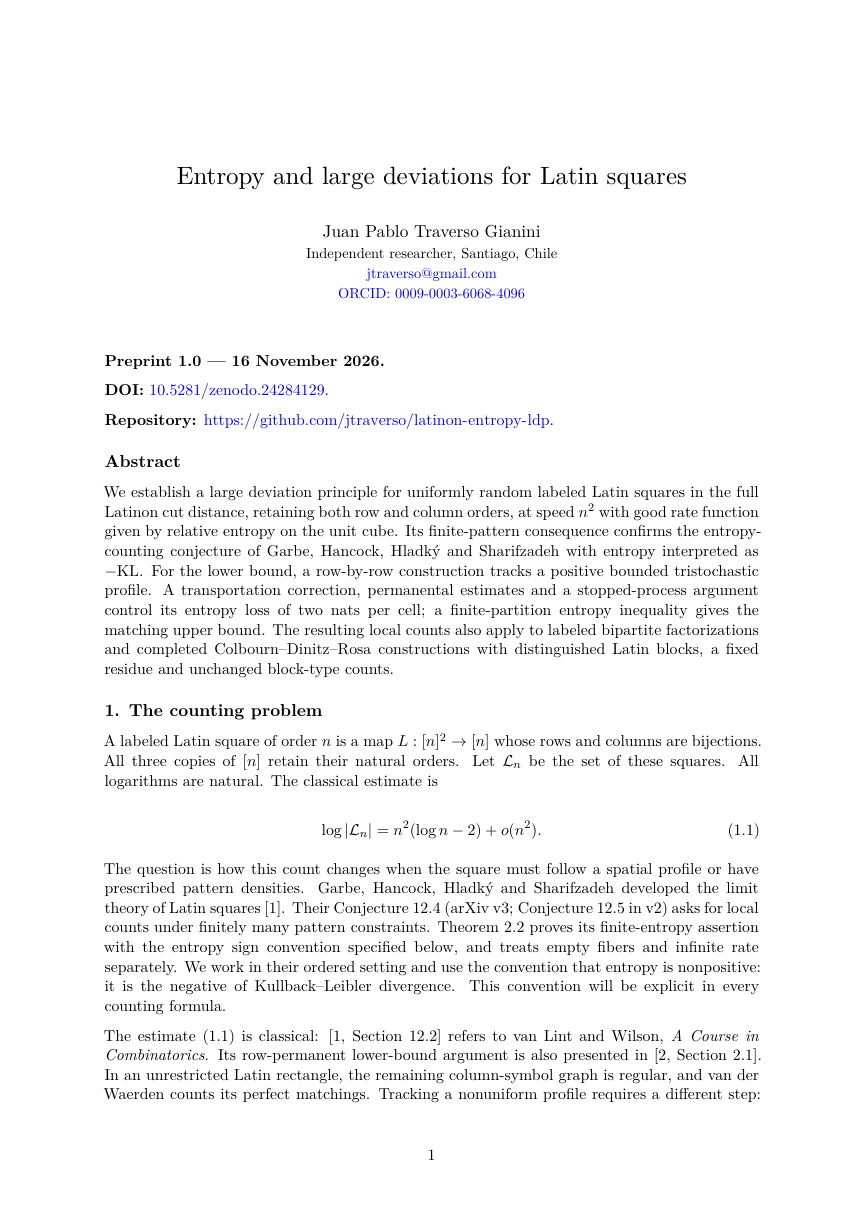 Entropy and large deviations for Latin squares
Juan Pablo Traverso Gianini
Independent researcher, Santiago, Chile
jtraverso@gmail.com
ORCID: 0009-0003-6068-4096
Preprint 1.0 — 16 November 2026.
DOI: 10.5281/zenodo.24284129.
Repository: https://github.com/jtraverso/latinon-entropy-ldp.
Abstract
We establish a large deviation principle for uniformly random labeled Latin squares in the full
Latinon cut distance, retaining both row and column orders, at speed n² with good rate function
given by relative entropy on the unit cube. Its finite-pattern consequence confirms the entropy-
counting conjecture of Garbe, Hancock, Hladký and Sharifzadeh with entropy interpreted as
−KL. For the lower bound, a row-by-row construction tracks a positive bounded tristochastic
profile. A transportation correction, permanental estimates and a stopped-process argument
control its entropy loss of two nats per cell; a finite-partition entropy inequality gives the
matching upper bound. The resulting local counts also apply to labeled bipartite factorizations
and completed Colbourn–Dinitz–Rosa constructions with distinguished Latin blocks, a fixed
residue and unchanged block-type counts.
1. The counting problem
A labeled Latin square of order n is a map L : [n]² → [n] whose rows and columns are bijections.
All three copies of [n] retain their natural orders. Let ℒₙ be the set of these squares. All
logarithms are natural. The classical estimate is
log |ℒₙ| = n²(log n − 2) + o(n²). (1.1)
The question is how this count changes when the square must follow a spatial profile or have
prescribed pattern densities. Garbe, Hancock, Hladký and Sharifzadeh developed the limit
theory of Latin squares [1]. Their Conjecture 12.4 (arXiv v3; Conjecture 12.5 in v2) asks for local
counts under finitely many pattern constraints. Theorem 2.2 proves its finite-entropy assertion
with the entropy sign convention specified below, and treats empty fibers and infinite rate
separately. We work in their ordered setting and use the convention that entropy is nonpositive:
it is the negative of Kullback–Leibler divergence. This convention will be explicit in every
counting formula.
The estimate (1.1) is classical: [1, Section 12.2] refers to van Lint and Wilson, A Course in
Combinatorics. Its row-permanent lower-bound argument is also presented in [2, Section 2.1].
In an unrestricted Latin rectangle, the remaining column-symbol graph is regular, and van der
Waerden counts its perfect matchings. Tracking a nonuniform profile requires a different step:
1